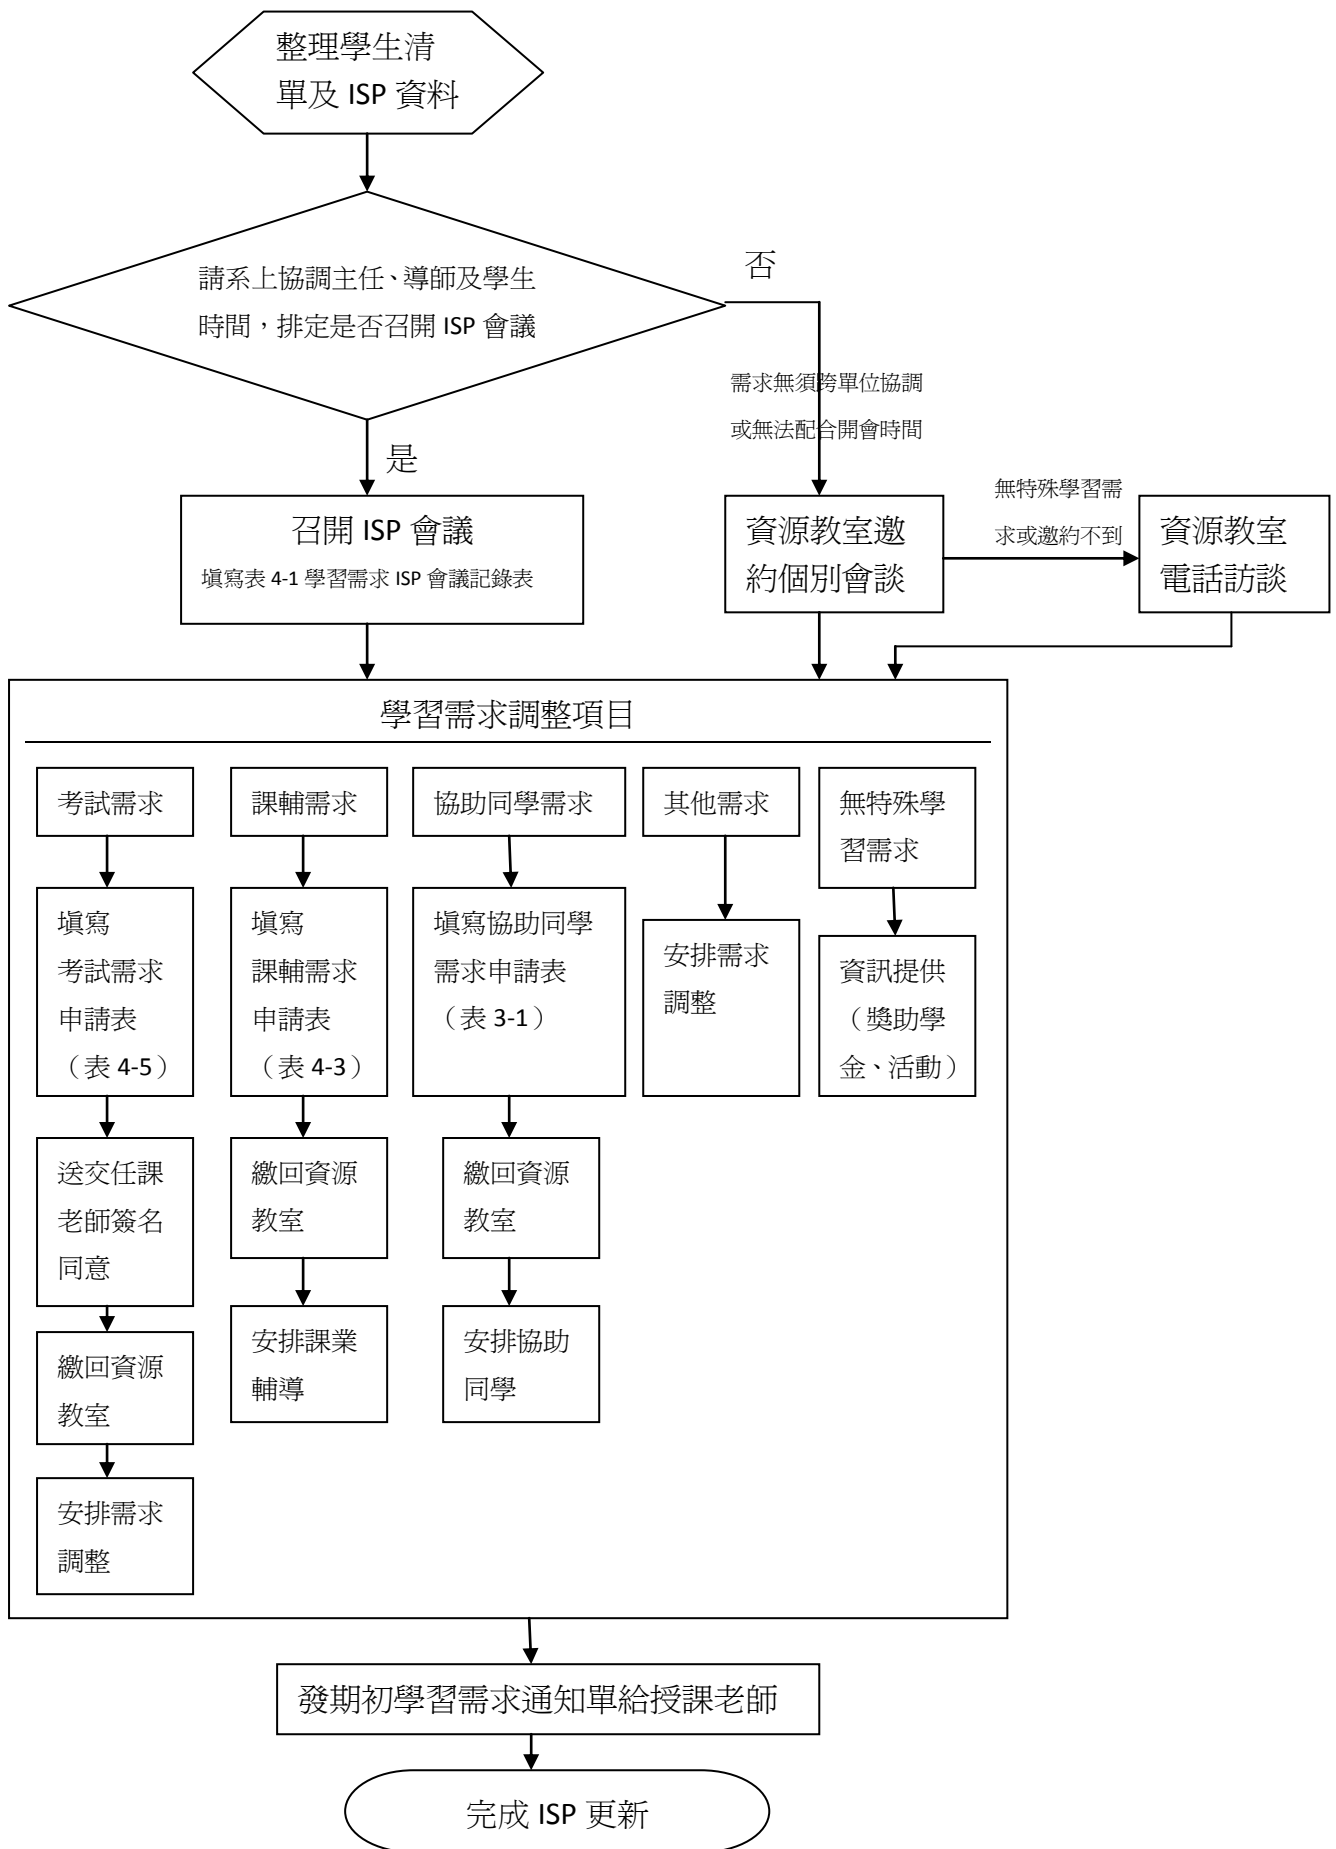 整理學生清
單及 ISP 資料
請系上協調主任、導師及學生
時間，排定是否召開 ISP 會議
否
需求無須跨單位協調
或無法配合開會時間
是
召開 ISP 會議
填寫表 4-1 學習需求 ISP 會議記錄表
資源教室邀
約個別會談
無特殊學習需
求或邀約不到
資源教室
電話訪談
學習需求調整項目
考試需求
填寫
考試需求
申請表
（表 4-5）
送交任課
老師簽名
同意
繳回資源
教室
安排需求
調整
課輔需求
填寫
課輔需求
申請表
（表 4-3）
繳回資源
教室
安排課業
輔導
協助同學需求
填寫協助同學
需求申請表
（表 3-1）
繳回資源
教室
安排協助
同學
其他需求
安排需求
調整
無特殊學
習需求
資訊提供
（獎助學
金、活動）
發期初學習需求通知單給授課老師
完成 ISP 更新